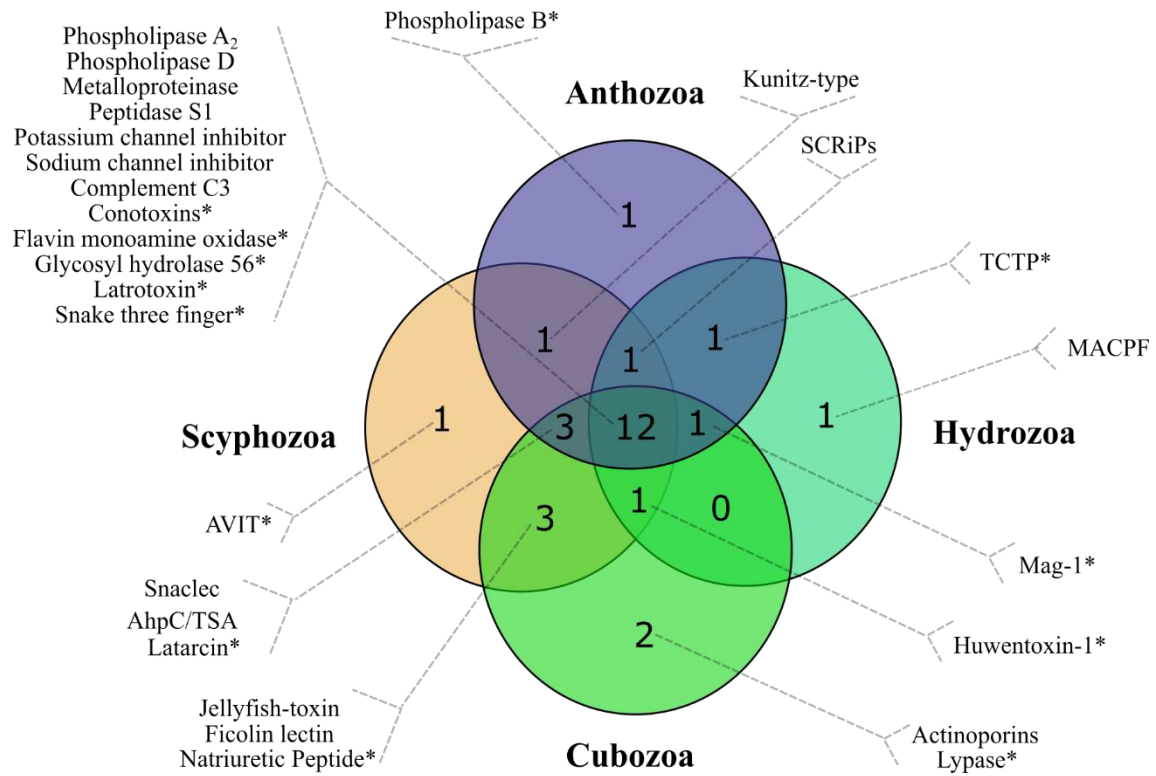 Phospholipase A₂
Phospholipase D
Metalloproteinase
Peptidase S1
Potassium channel inhibitor
Sodium channel inhibitor
Complement C3
Conotoxins*
Flavin monoamine oxidase*
Glycosyl hydrolase 56*
Latrotoxin*
Snake three finger*
Phospholipase B*
Anthozoa
Kunitz-type
SCRiPs
TCTP*
MACPF
1
1
1
1
Scyphozoa
1
3
12
1
1
Hydrozoa
3
1
0
2
AVIT*
Snaclec
AhpC/TSA
Latarcin*
Jellyfish-toxin
Ficolin lectin
Natriuretic Peptide*
Cubozoa
Mag-1*
Huwentoxin-1*
Actinoporins
Lypase*